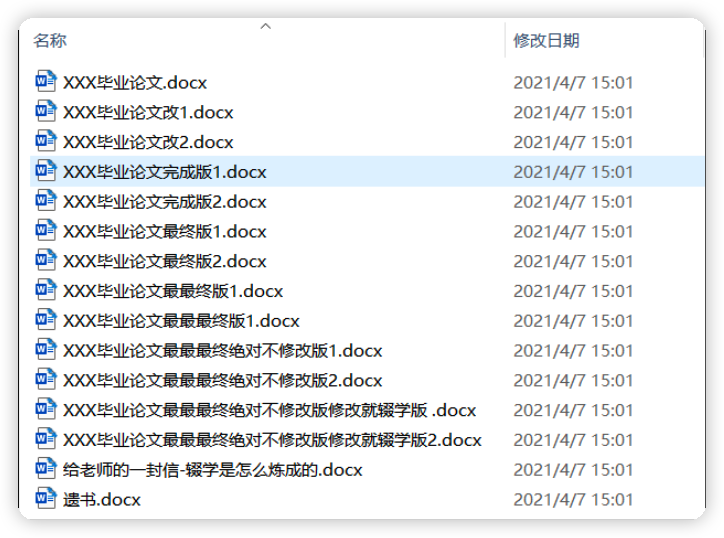 名称 修改日期
XXX毕业论文.docx 2021/4/7 15:01
XXX毕业论文改1.docx 2021/4/7 15:01
XXX毕业论文改2.docx 2021/4/7 15:01
XXX毕业论文完成版1.docx 2021/4/7 15:01
XXX毕业论文完成版2.docx 2021/4/7 15:01
XXX毕业论文最终版1.docx 2021/4/7 15:01
XXX毕业论文最终版2.docx 2021/4/7 15:01
XXX毕业论文最最终版1.docx 2021/4/7 15:01
XXX毕业论文最最最终版1.docx 2021/4/7 15:01
XXX毕业论文最最最终绝对不修改版1.docx 2021/4/7 15:01
XXX毕业论文最最最终绝对不修改版2.docx 2021/4/7 15:01
XXX毕业论文最最最终绝对不修改版修改就辍学版 .docx 2021/4/7 15:01
XXX毕业论文最最最终绝对不修改版修改就辍学版2.docx 2021/4/7 15:01
给老师的一封信-辍学是怎么炼成的.docx 2021/4/7 15:01
遗书.docx 2021/4/7 15:01